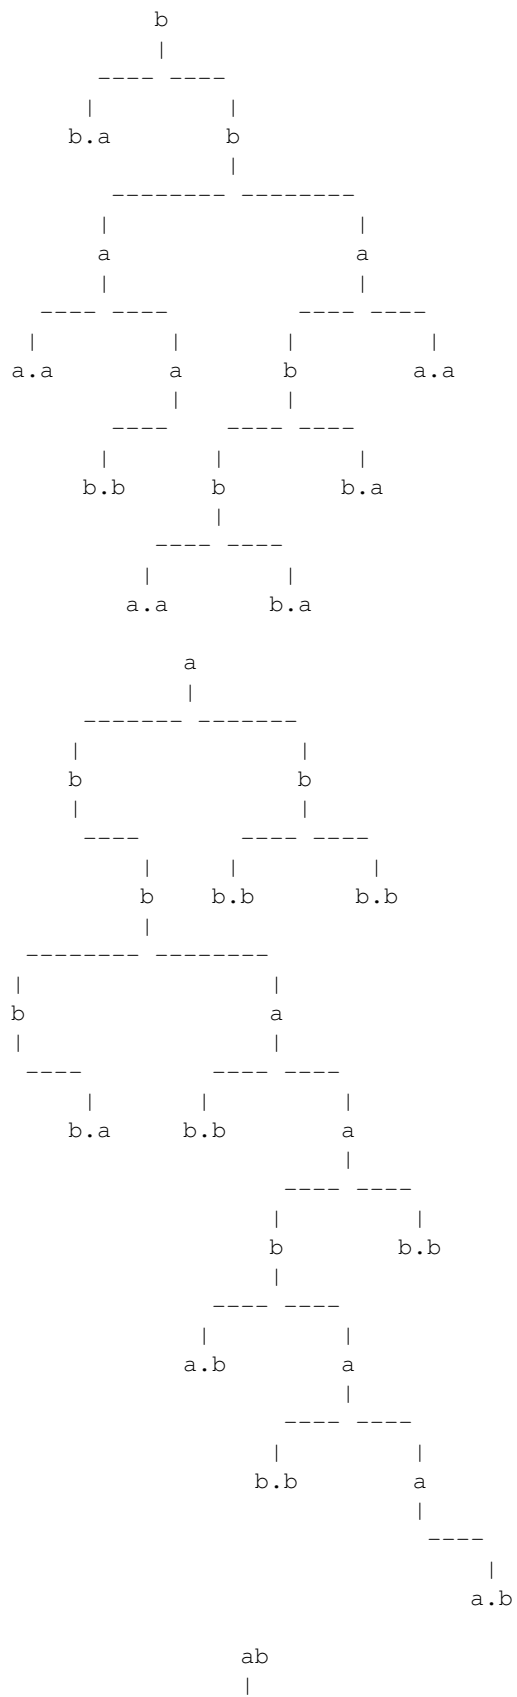 b
|
---- ----
| |
b.a b
|
-------- --------
| |
a a
| |
---- ---- ---- ----
| | | |
a.a a b a.a
| |
---- ---- ----
| | |
b.b b b.a
|
---- ----
| |
a.a b.a
a
|
------- -------
| |
b b
| |
---- ---- ----
| | |
b b.b b.b
|
-------- --------
| |
b a
| |
---- ---- ----
| | |
b.a b.b a
|
---- ----
| |
b b.b
|
---- ----
| |
a.b a
|
---- ----
| |
b.b a
|
----
|
a.b
ab
|